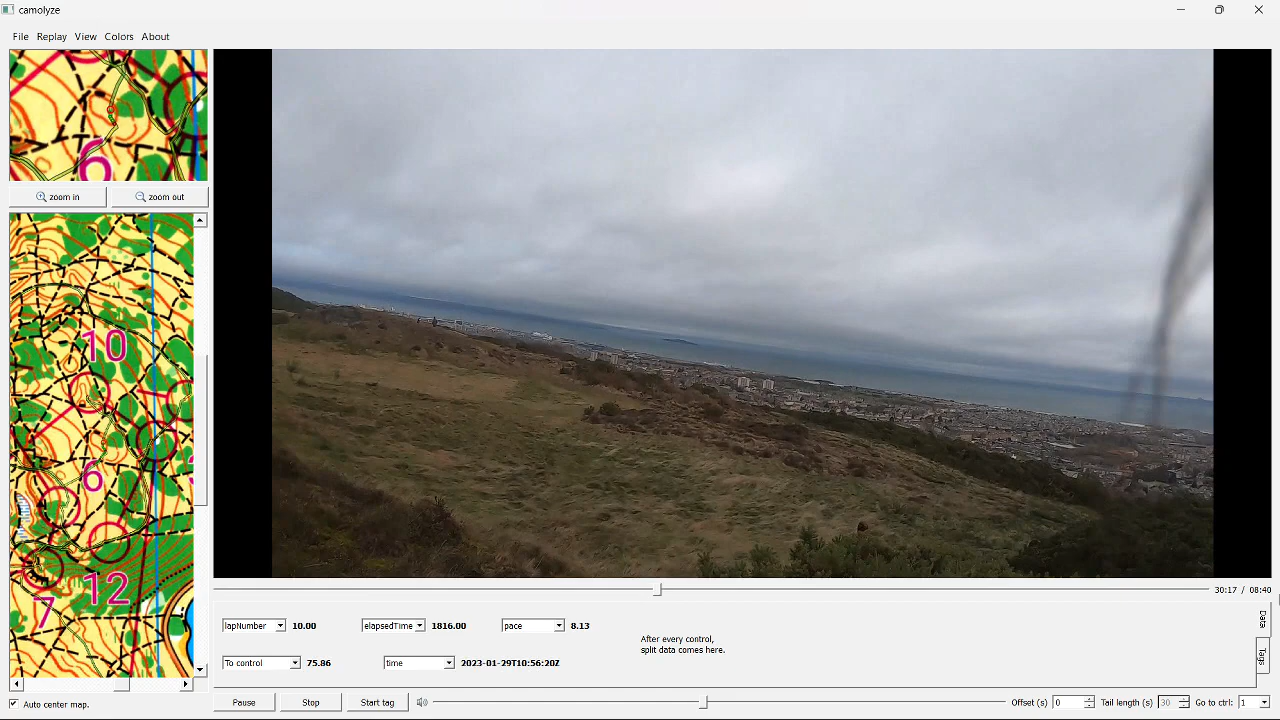 camolyze
File Replay View Colors About
6
zoom in zoom out
10
6
12
7
30:17 / 08:40
lapNumber 10.00 elapsedTime 1816.00 pace 8.13
After every control,
split data comes here.
To control 75.86 time 2023-01-29T10:56:20Z
Data
Tags
Pause Stop Start tag Offset (s) 0 Tail length (s) 30 Go to ctrl: 1
Auto center map.